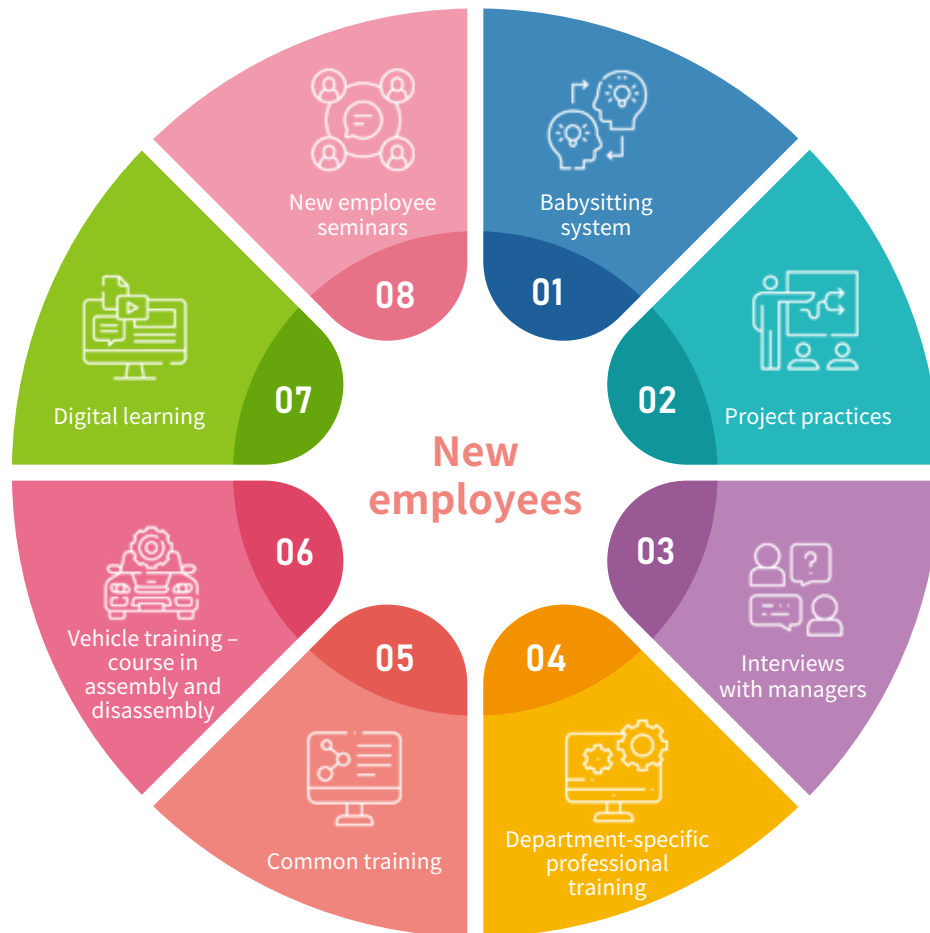 New
employees
01
Babysitting
system
02
Project practices
03
Interviews
with managers
04
Department-specific
professional
training
05
Common training
06
Vehicle training –
course in
assembly and
disassembly
07
Digital learning
08
New employee
seminars
?